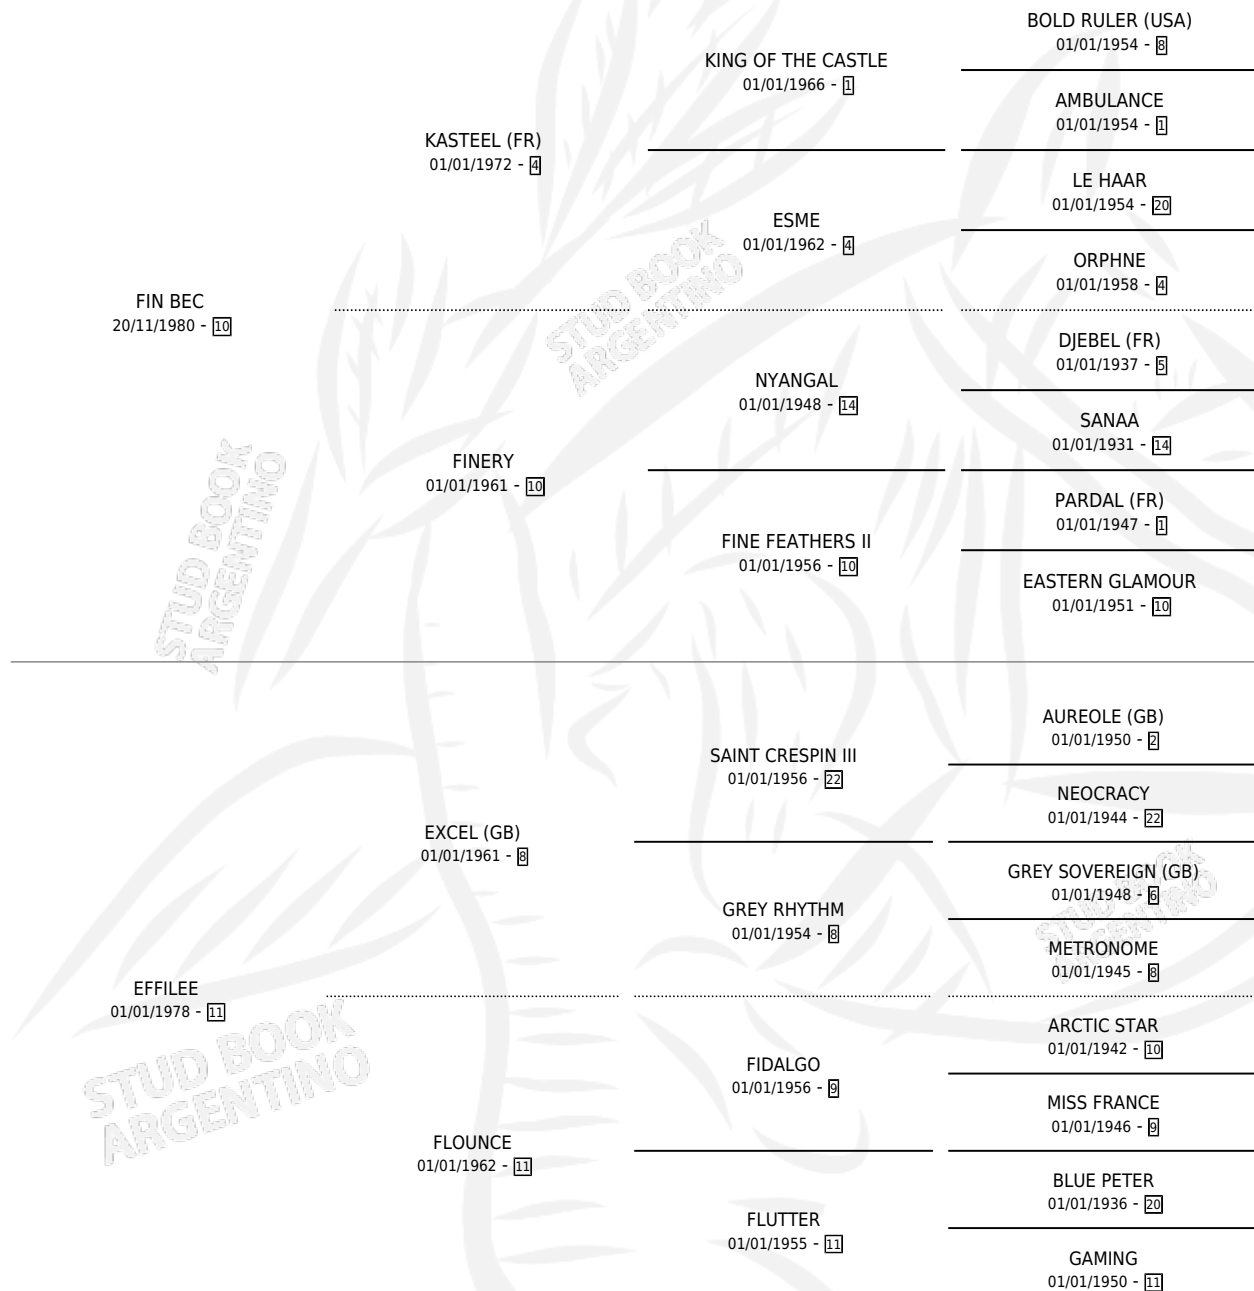 BOLD RULER (USA)
01/01/1954 - 8
KING OF THE CASTLE
01/01/1966 - 1
AMBULANCE
01/01/1954 - 1
KASTEEL (FR)
01/01/1972 - 4
LE HAAR
01/01/1954 - 20
ESME
01/01/1962 - 4
ORPHNE
01/01/1958 - 4
FIN BEC
20/11/1980 - 10
DJEBEL (FR)
01/01/1937 - 5
NYANGAL
01/01/1948 - 14
SANAA
01/01/1931 - 14
FINERY
01/01/1961 - 10
PARDAL (FR)
01/01/1947 - 1
FINE FEATHERS II
01/01/1956 - 10
EASTERN GLAMOUR
01/01/1951 - 10
STUD BOOK
ARGENTINO
STUD BOOK
ARGENTINO
AUREOLE (GB)
01/01/1950 - 2
SAINT CRESPIN III
01/01/1956 - 22
NEOCRACY
01/01/1944 - 22
EXCEL (GB)
01/01/1961 - 8
GREY SOVEREIGN (GB)
01/01/1948 - 6
GREY RHYTHM
01/01/1954 - 8
METRONOME
01/01/1945 - 8
STUD BOOK
ARGENTINO
EFFILEE
01/01/1978 - 11
ARCTIC STAR
01/01/1942 - 10
FIDALGO
01/01/1956 - 9
MISS FRANCE
01/01/1946 - 9
STUD BOOK
ARGENTINO
FLOUNCE
01/01/1962 - 11
BLUE PETER
01/01/1936 - 20
FLUTTER
01/01/1955 - 11
GAMING
01/01/1950 - 11